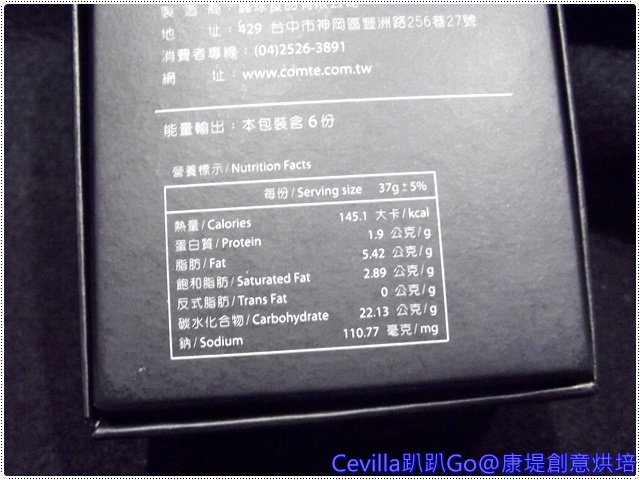 製 造 商：
地　　址：429 台中市神岡區豐洲路256巷27號
消費者專線：(04)2526-3891
網　　址：www.comte.com.tw
能量輸出：本包裝含 6 份
營養標示/Nutrition Facts
每份/Serving size 37g±5%
熱量/Calories 145.1 大卡/kcal
蛋白質/Protein 1.9 公克/g
脂肪/Fat 5.42 公克/g
飽和脂肪/Saturated Fat 2.89 公克/g
反式脂肪/Trans Fat 0 公克/g
碳水化合物/Carbohydrate 22.13 公克/g
鈉/Sodium 110.77 毫克/mg
Cevilla趴趴Go@康堤創意烘培